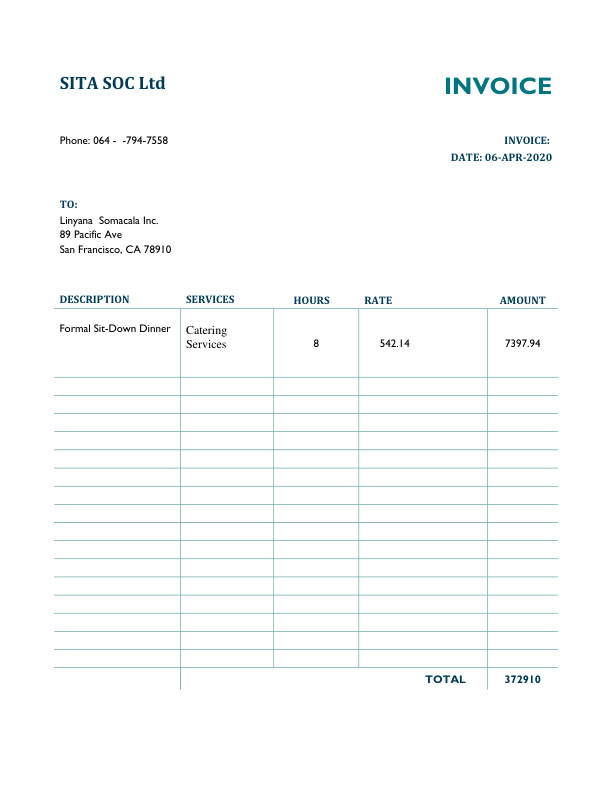 SITA SOC Ltd
INVOICE
Phone: 064 -  -794-7558
INVOICE:
DATE: 06-APR-2020
TO:
Linyana  Somacala Inc.
89 Pacific Ave
San Francisco, CA 78910
DESCRIPTION SERVICES HOURS RATE AMOUNT
Formal Sit-Down Dinner Catering
Services 8 542.14 7397.94
TOTAL 372910